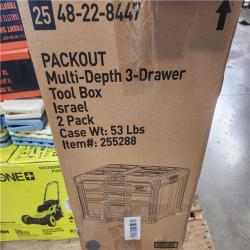 25 48-22-8447
PACKOUT
Multi-Depth 3-Drawer
Tool Box
Israel
2 Pack
Case Wt: 53 Lbs
Item#: 255288
ONE+